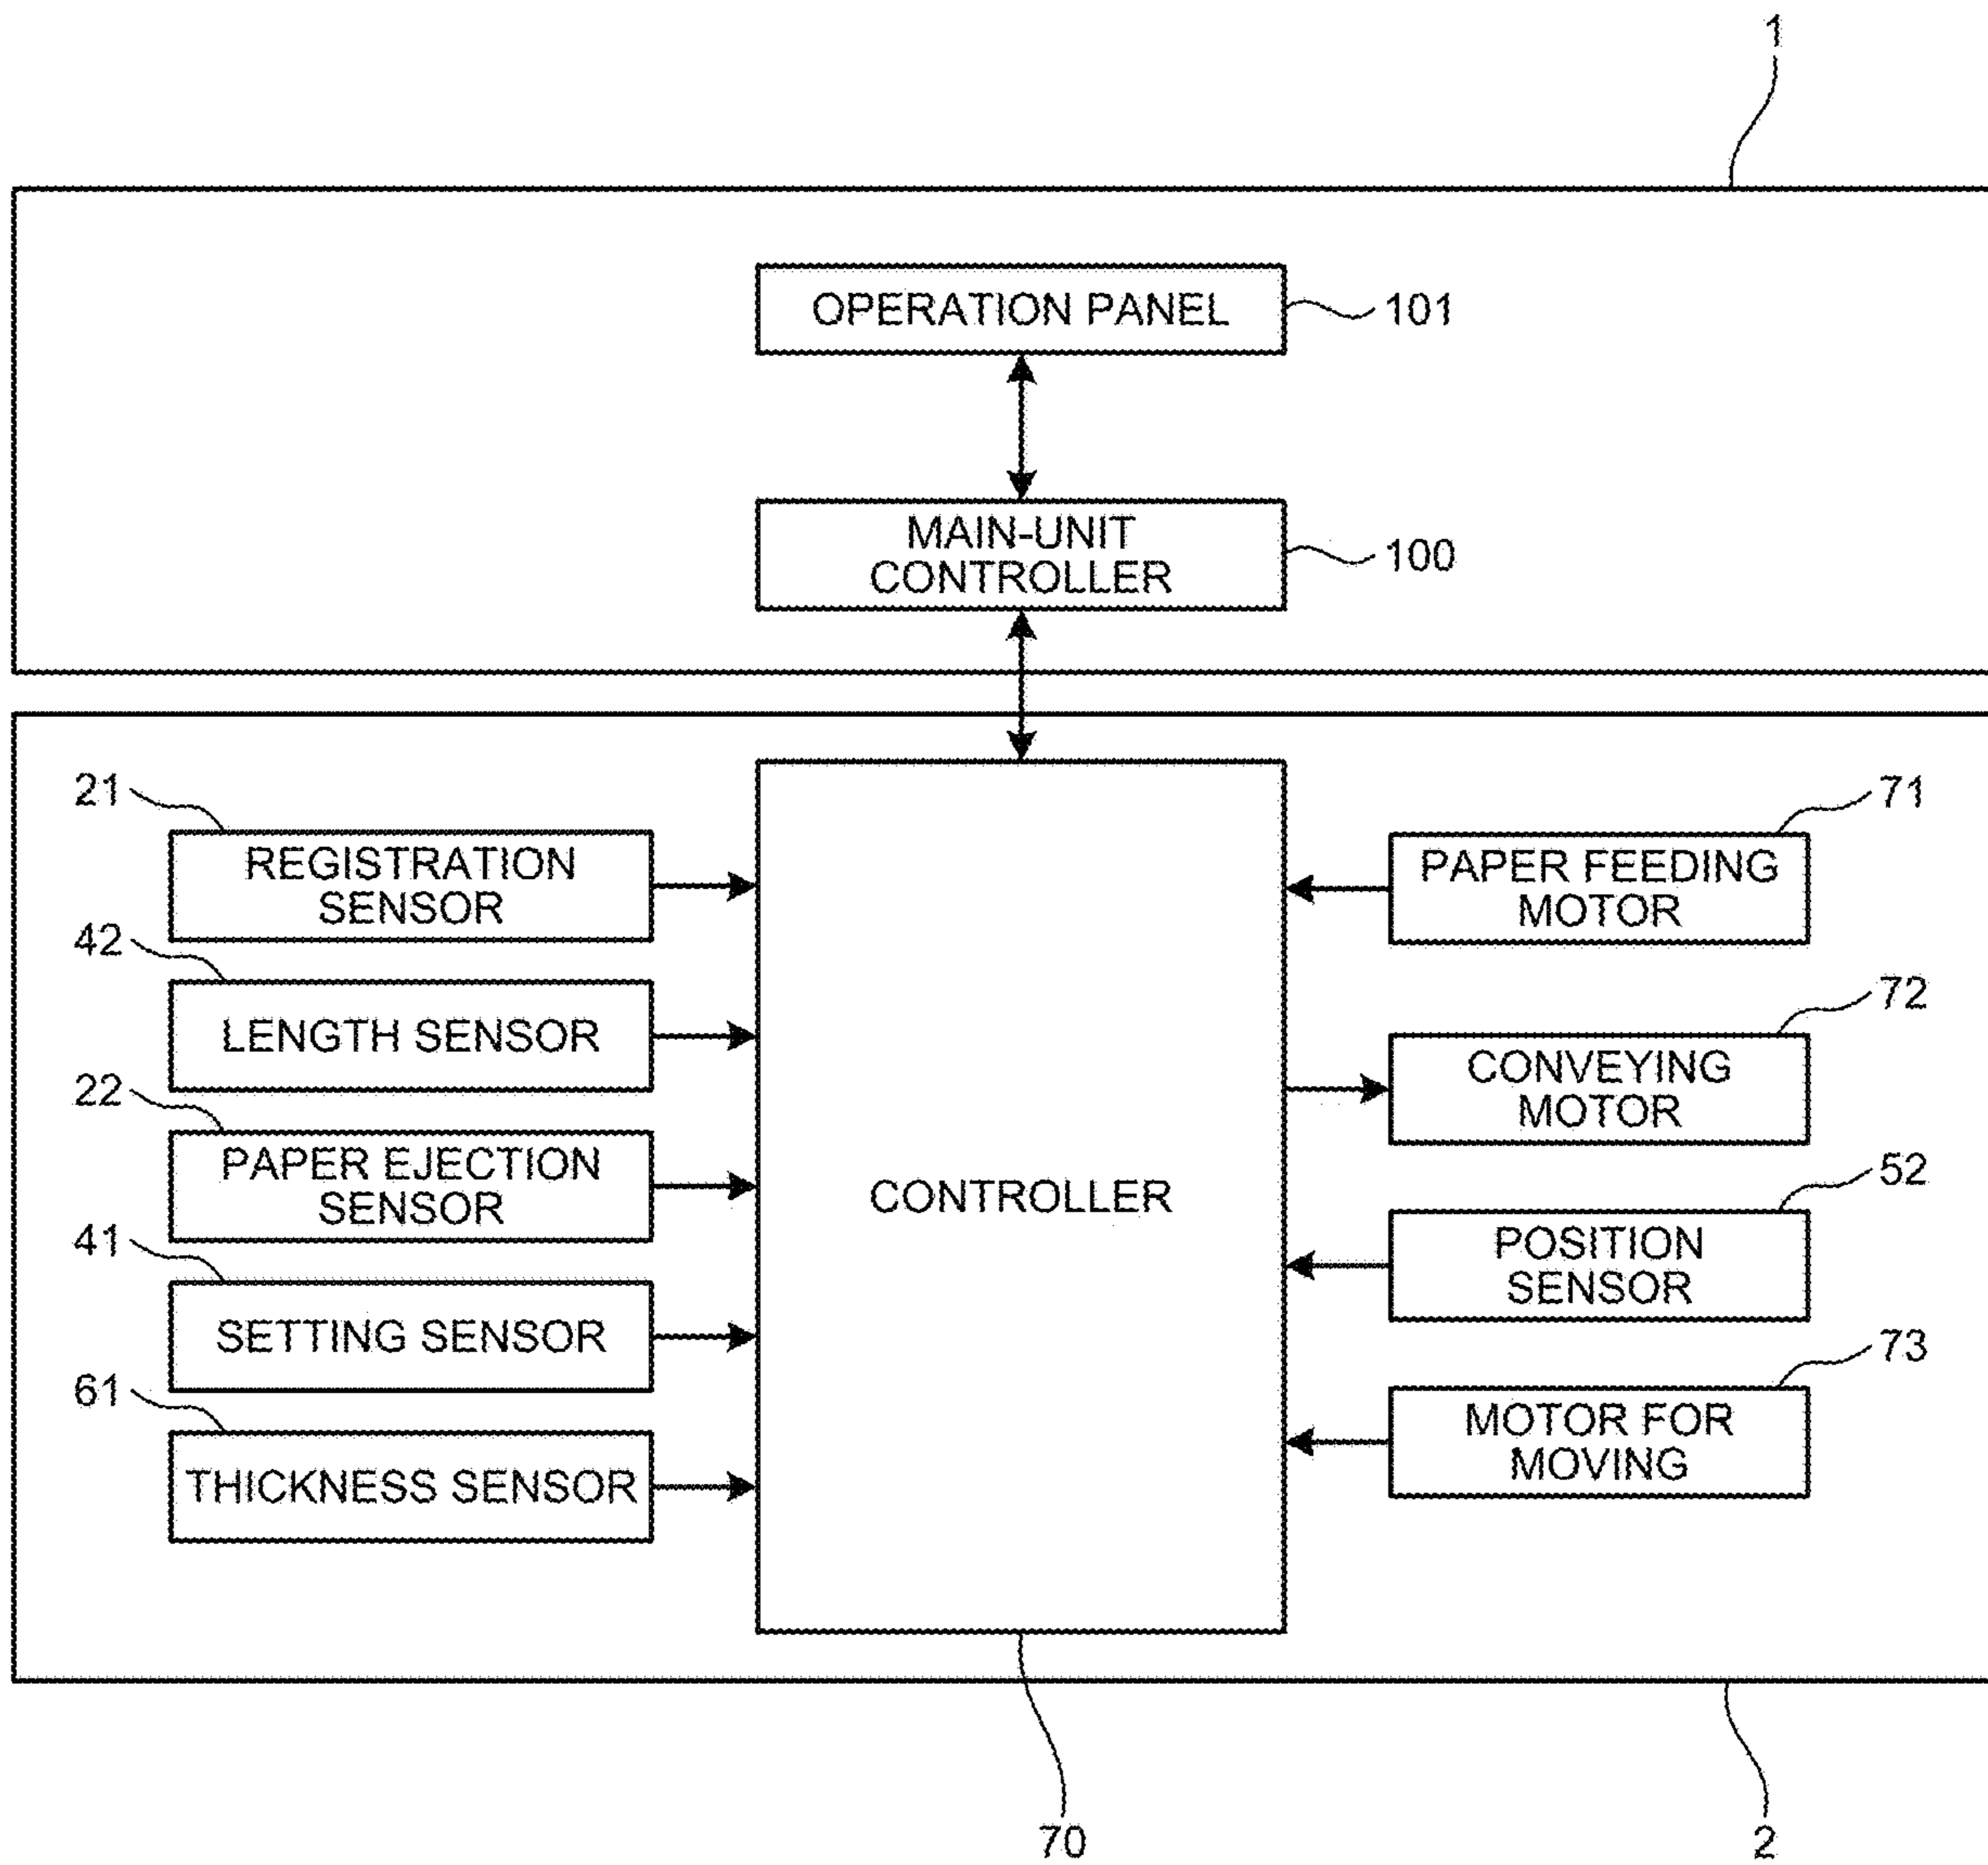 1
OPERATION PANEL
101
MAIN-UNIT
CONTROLLER
100
21
REGISTRATION
SENSOR
42
LENGTH SENSOR
22
PAPER EJECTION
SENSOR
41
SETTING SENSOR
61
THICKNESS SENSOR
CONTROLLER
71
PAPER FEEDING
MOTOR
72
CONVEYING
MOTOR
52
POSITION
SENSOR
73
MOTOR FOR
MOVING
70
2